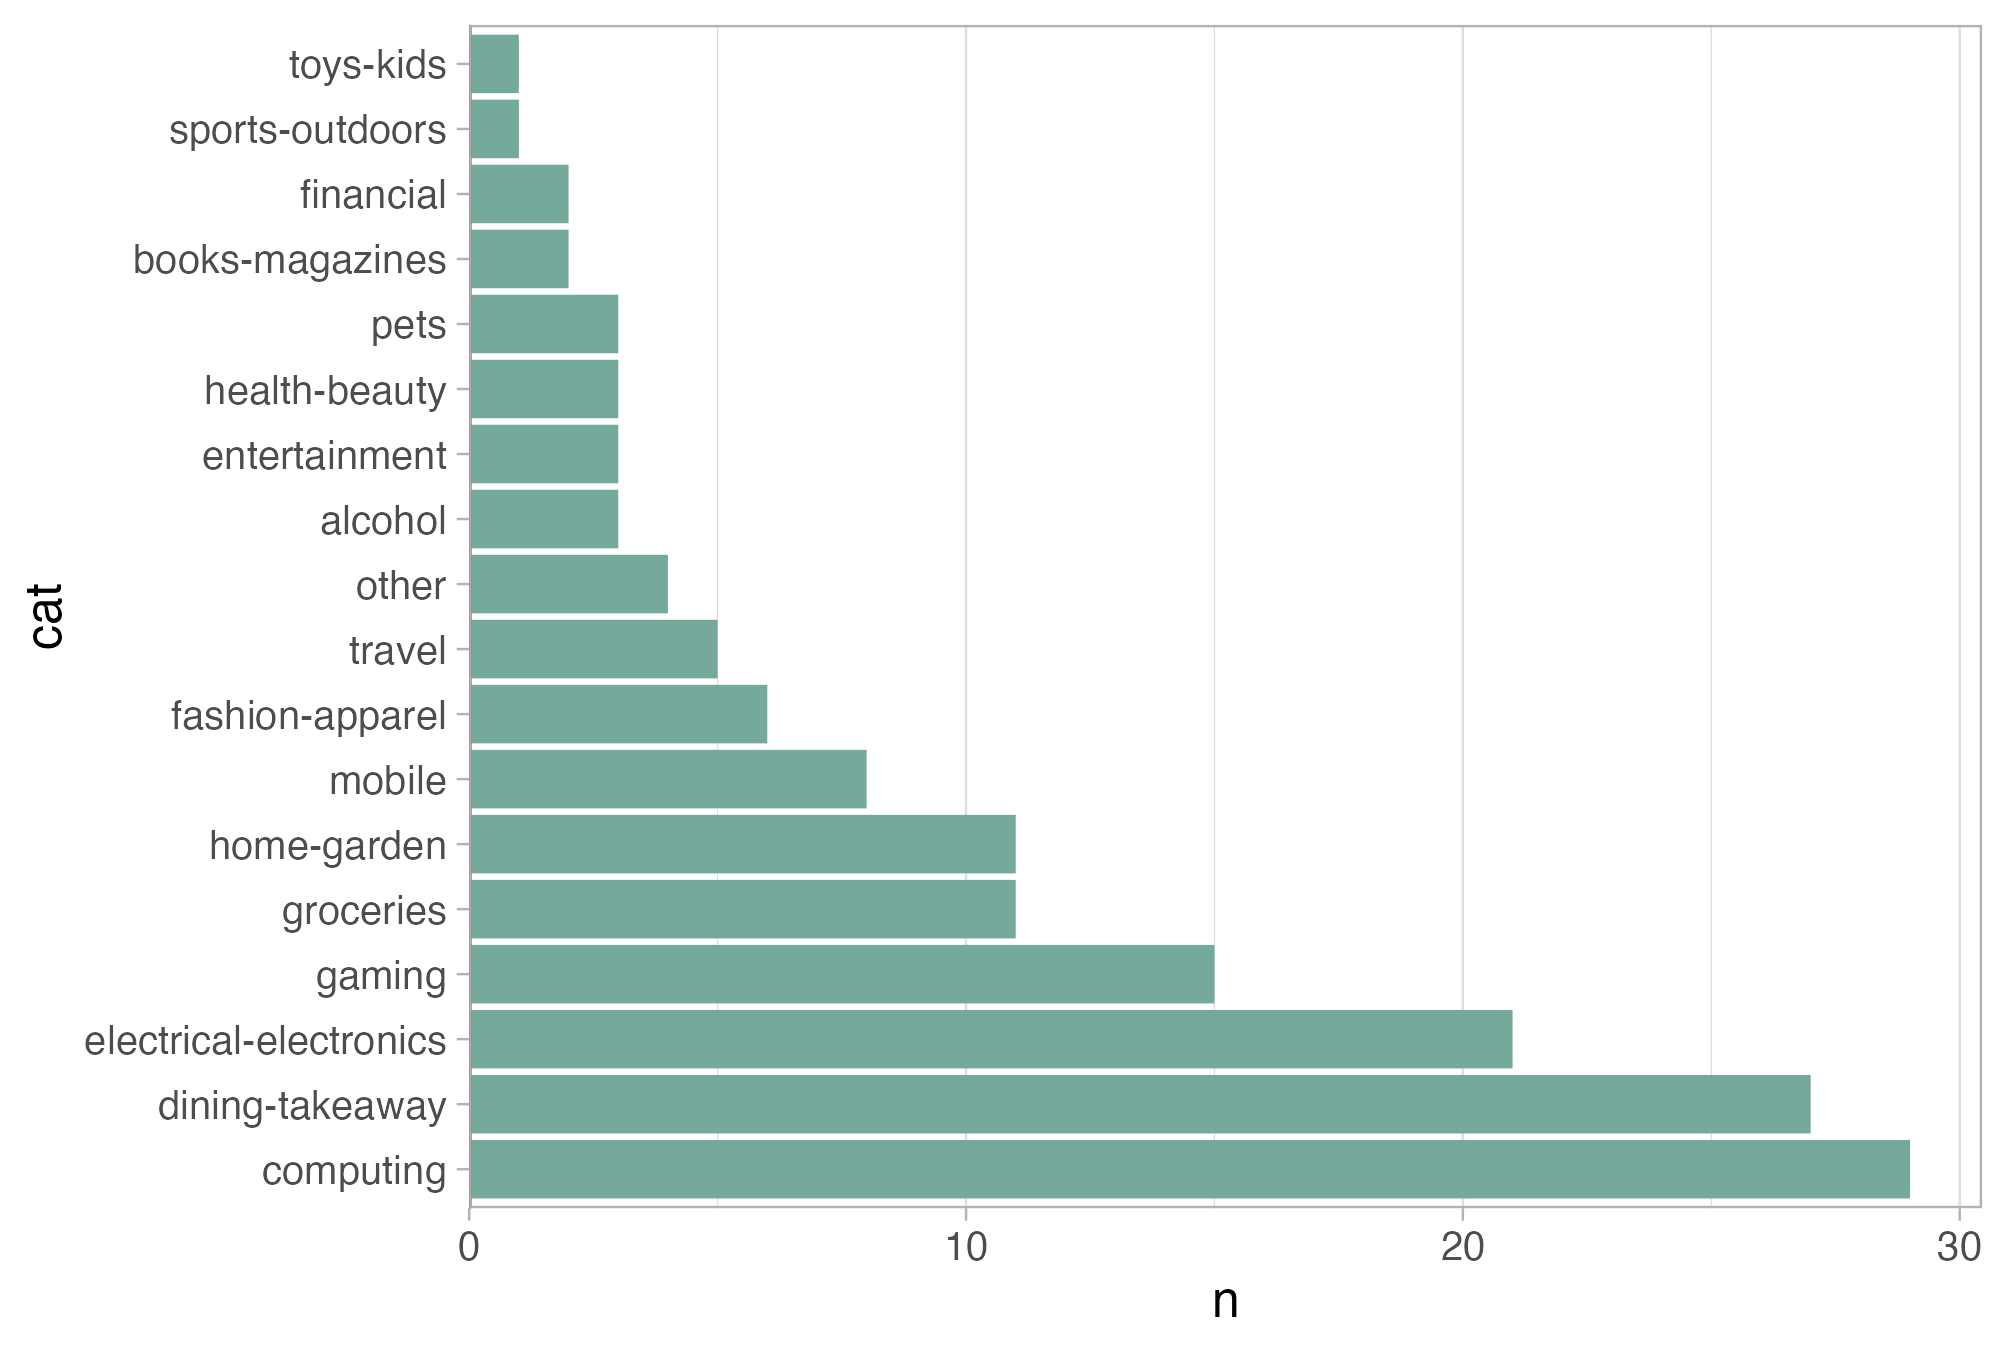 toys-kids
sports-outdoors
financial
books-magazines
pets
health-beauty
entertainment
alcohol
other
travel
fashion-apparel
mobile
home-garden
groceries
gaming
electrical-electronics
dining-takeaway
computing
cat
0 10 20 30
n